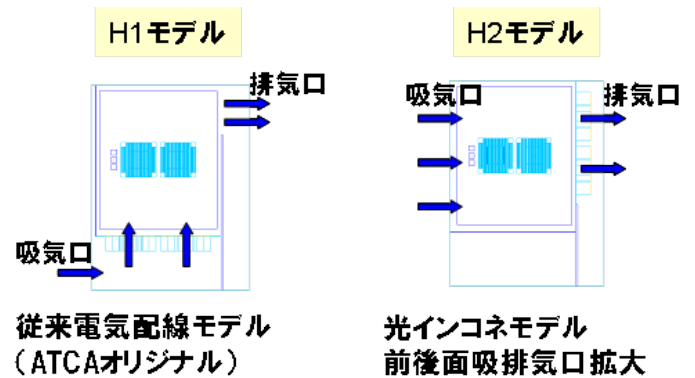 H1モデル
H2モデル
排気口
吸気口
吸気口
排気口
従来電気配線モデル
(ATCAオリジナル)
光インコネモデル
前後面吸排気口拡大